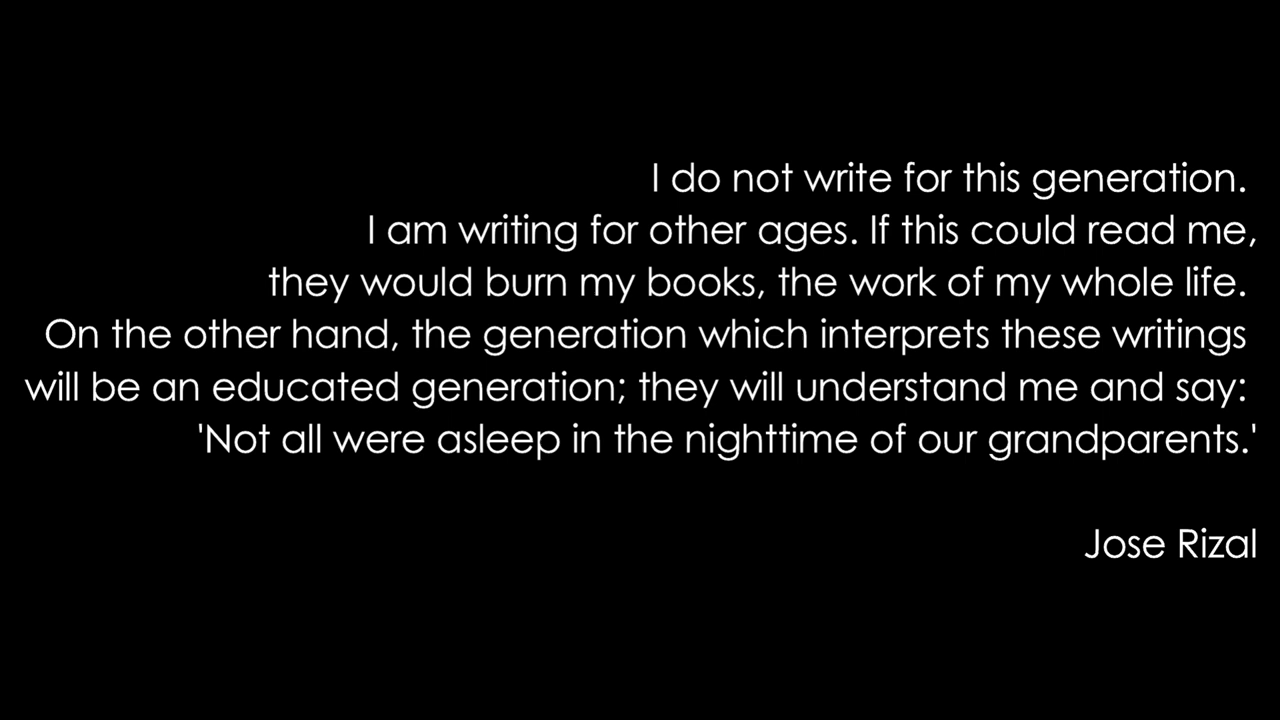 I do not write for this generation.
I am writing for other ages. If this could read me,
they would burn my books, the work of my whole life.
On the other hand, the generation which interprets these writings
will be an educated generation; they will understand me and say:
'Not all were asleep in the nighttime of our grandparents.'
Jose Rizal